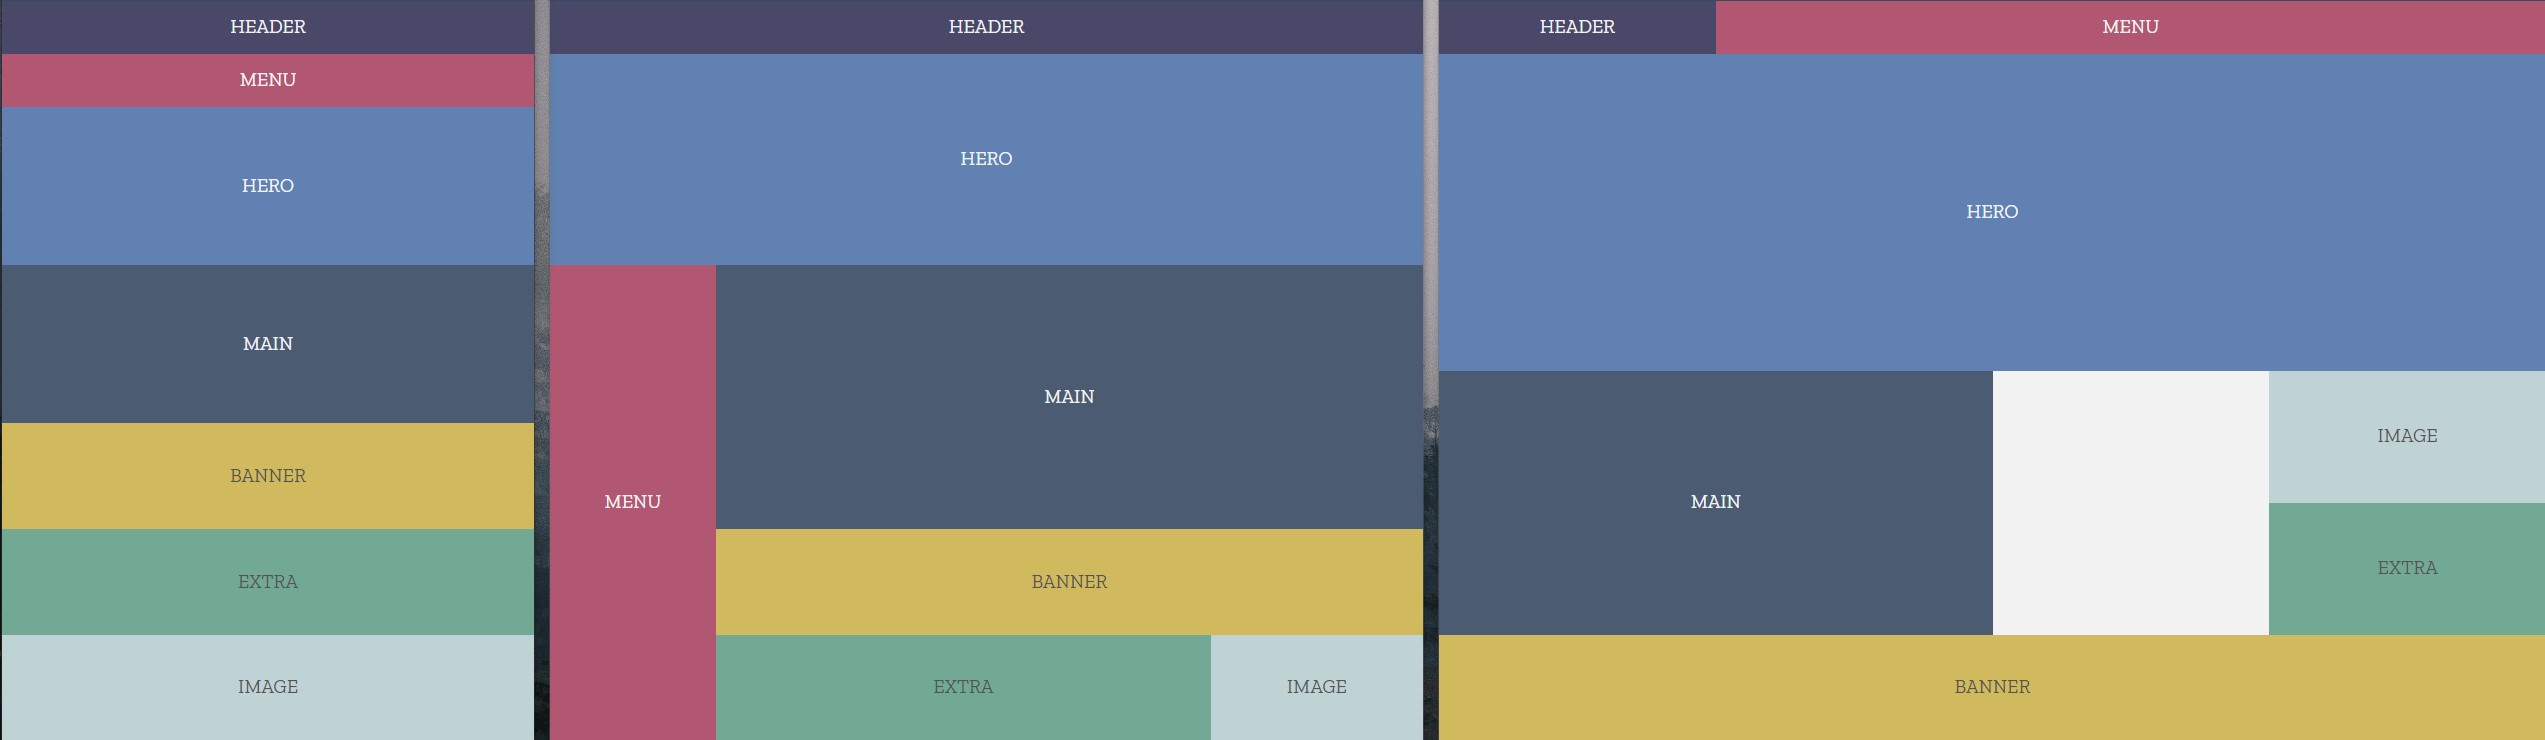 HEADER
MENU
HERO
MAIN
BANNER
EXTRA
IMAGE
HEADER
HERO
MENU
MAIN
BANNER
EXTRA
IMAGE
HEADER
MENU
HERO
MAIN
IMAGE
EXTRA
BANNER